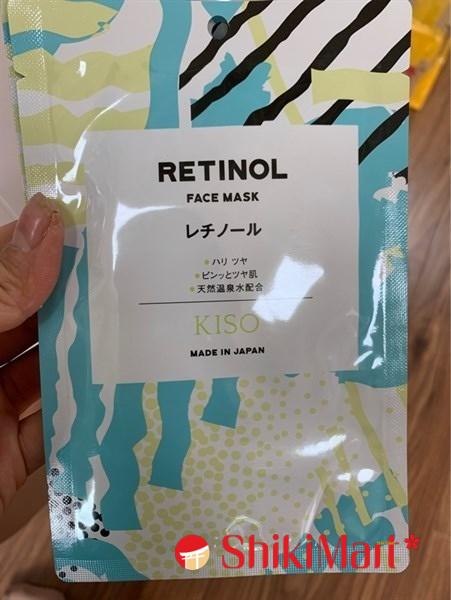 RETINOL
FACE MASK
レチノール
ハリ ツヤ
ピンッとツヤ肌
天然温泉水配合
KISO
MADE IN JAPAN
ShikiMart*